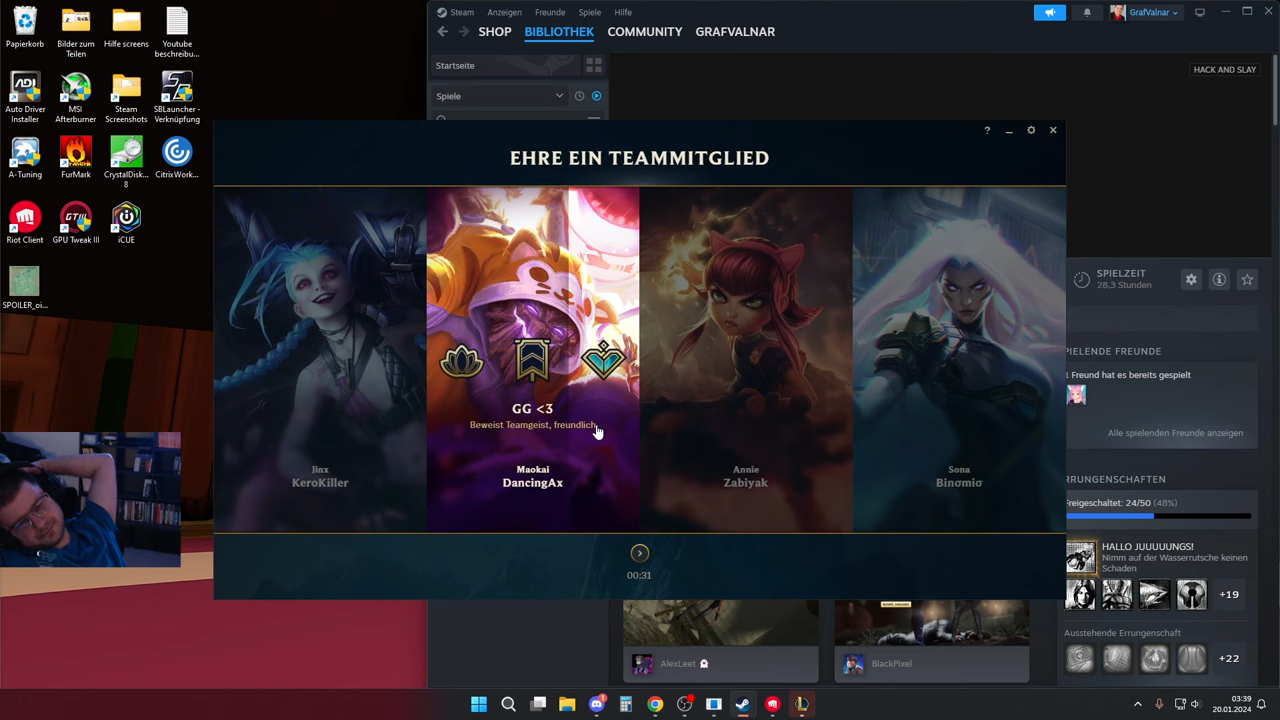 Papierkorb
Bilder zum
Teilen
Hilfe screens
Youtube
beschreibu...
Auto Driver
Installer
MSI
Afterburner
Steam
Screenshots
SBLauncher -
Verknüpfung
A-Tuning
FurMark
CrystalDisk...
8
CitrixWork...
Riot Client
GPU Tweak III
iCUE
SPOILER_oi...
Steam
Anzeigen
Freunde
Spiele
Hilfe
GrafValnar
SHOP
BIBLIOTHEK
COMMUNITY
GRAFVALNAR
Startseite
Spiele
HACK AND SLAY
EHRE EIN TEAMMITGLIED
GG <3
Beweist Teamgeist, freundlich
Jinx
KeroKiller
Maokai
DancingAx
Annie
Zabiyak
Sona
Binσmiσ
00:31
SPIELZEIT
28,3 Stunden
PIELENDE FREUNDE
1 Freund hat es bereits gespielt
Alle spielenden Freunde anzeigen
RRUNGENSCHAFTEN
Freigeschaltet: 24/50 (48%)
HALLO JUUUUUNGS!
Nimm auf der Wasserrutsche keinen
Schaden
+19
Ausstehende Errungenschaft
+22
AlexLeet
BlackPixel
03:39
20.01.2024